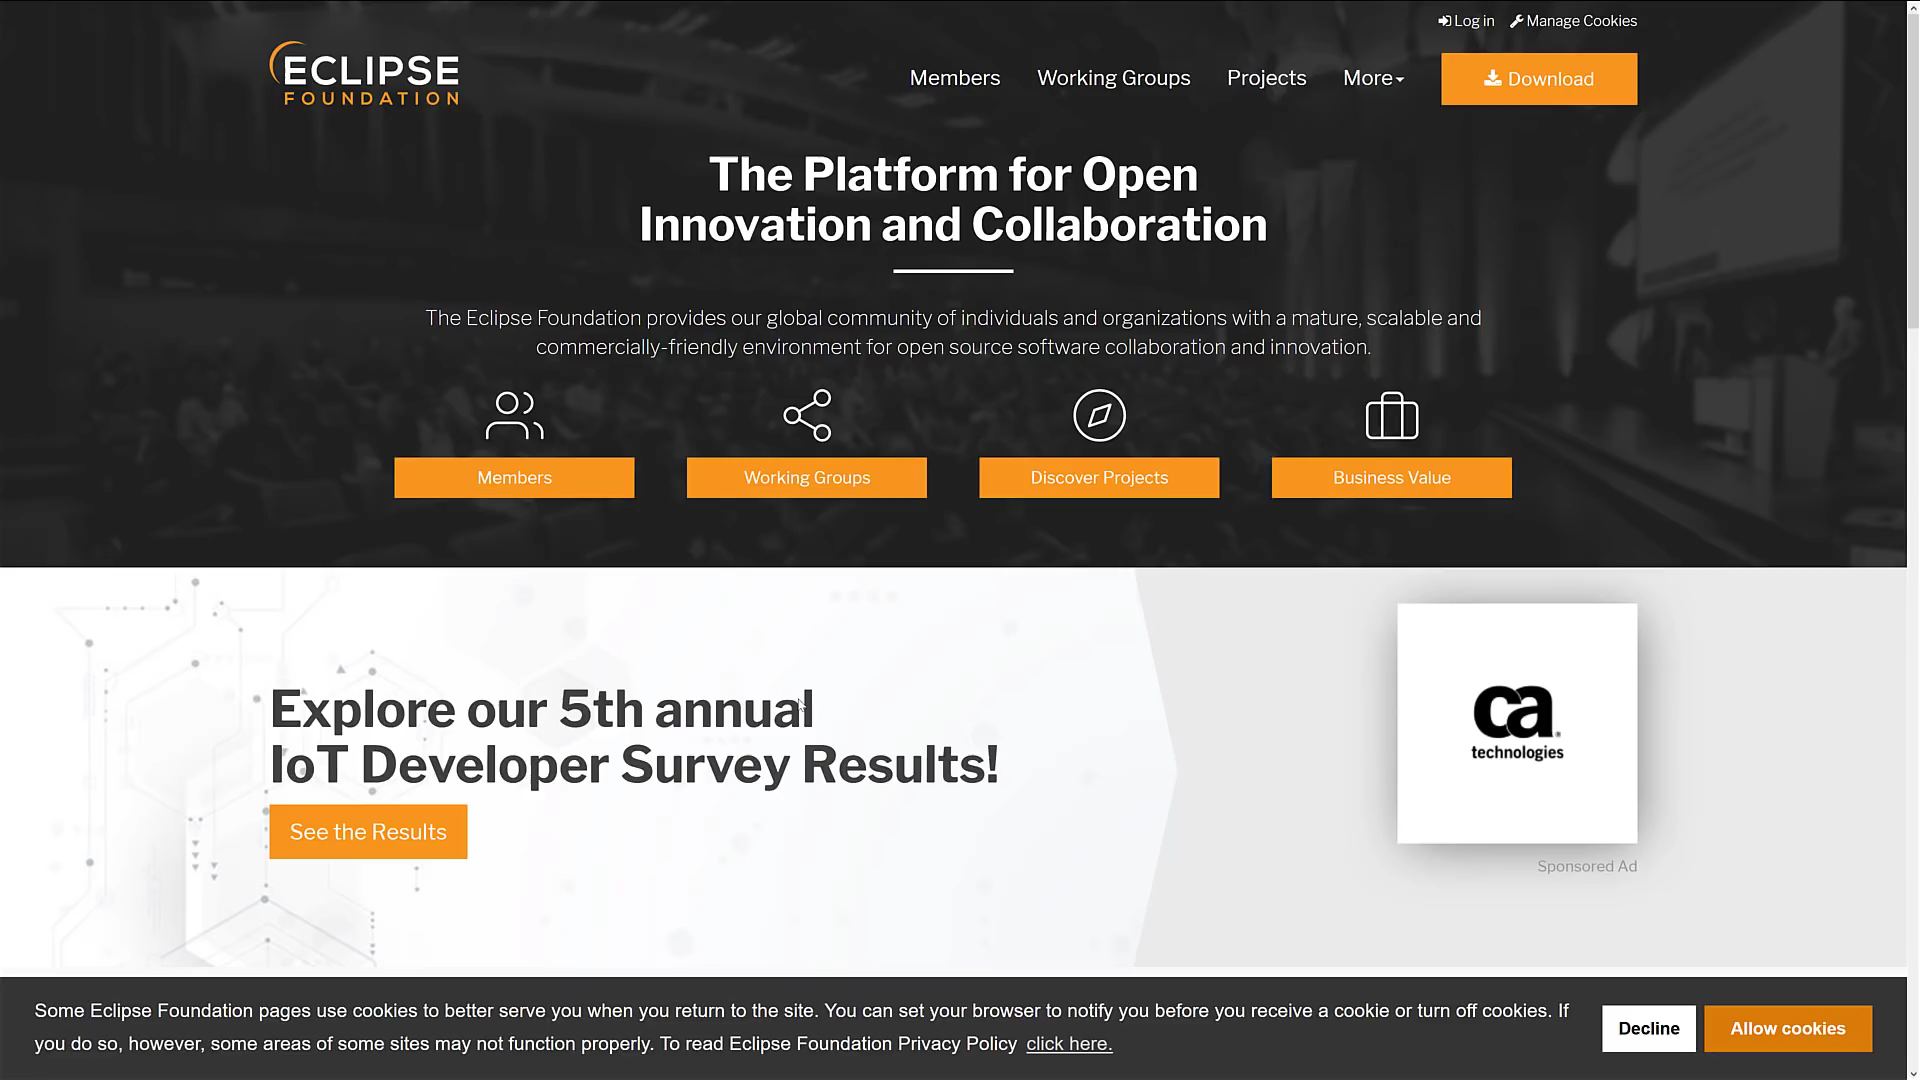 Log in Manage Cookies
ECLIPSE
FOUNDATION
Members Working Groups Projects More Download
The Platform for Open
Innovation and Collaboration
The Eclipse Foundation provides our global community of individuals and organizations with a mature, scalable and
commercially-friendly environment for open source software collaboration and innovation.
Members Working Groups Discover Projects Business Value
Explore our 5th annual
IoT Developer Survey Results!
See the Results
ca
technologies
Sponsored Ad
Some Eclipse Foundation pages use cookies to better serve you when you return to the site. You can set your browser to notify you before you receive a cookie or turn off cookies. If
you do so, however, some areas of some sites may not function properly. To read Eclipse Foundation Privacy Policy click here.
Decline Allow cookies